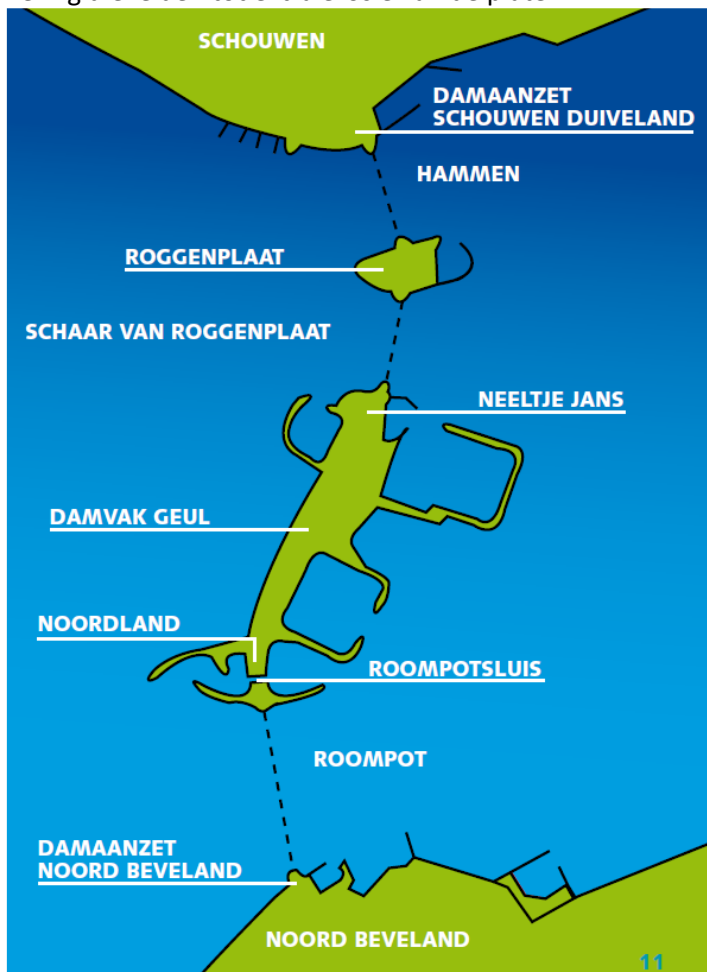 SCHOUWEN
DAMAANZET
SCHOUWEN DUIVELAND
HAMMEN
ROGGENPLAAT
SCHAAR VAN ROGGENPLAAT
NEELTJE JANS
DAMVAK GEUL
NOORDLAND
ROOMPOTSLUIS
ROOMPOT
DAMAANZET
NOORD BEVELAND
NOORD BEVELAND
11